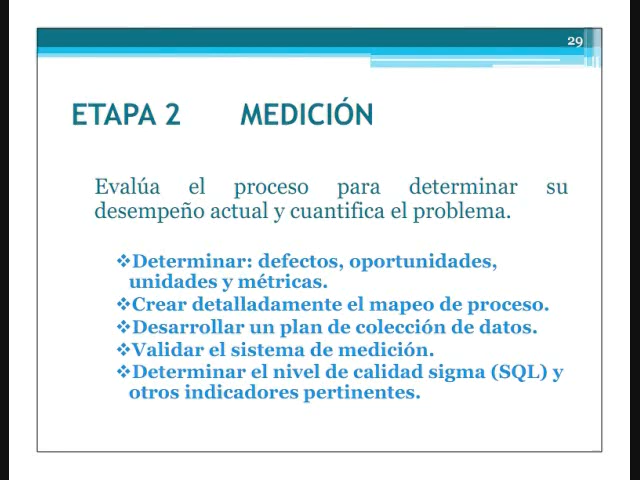 29
ETAPA 2 MEDICIÓN
Evalúa el proceso para determinar su
desempeño actual y cuantifica el problema.
❖Determinar: defectos, oportunidades,
unidades y métricas.
❖Crear detalladamente el mapeo de proceso.
❖Desarrollar un plan de colección de datos.
❖Validar el sistema de medición.
❖Determinar el nivel de calidad sigma (SQL) y
otros indicadores pertinentes.